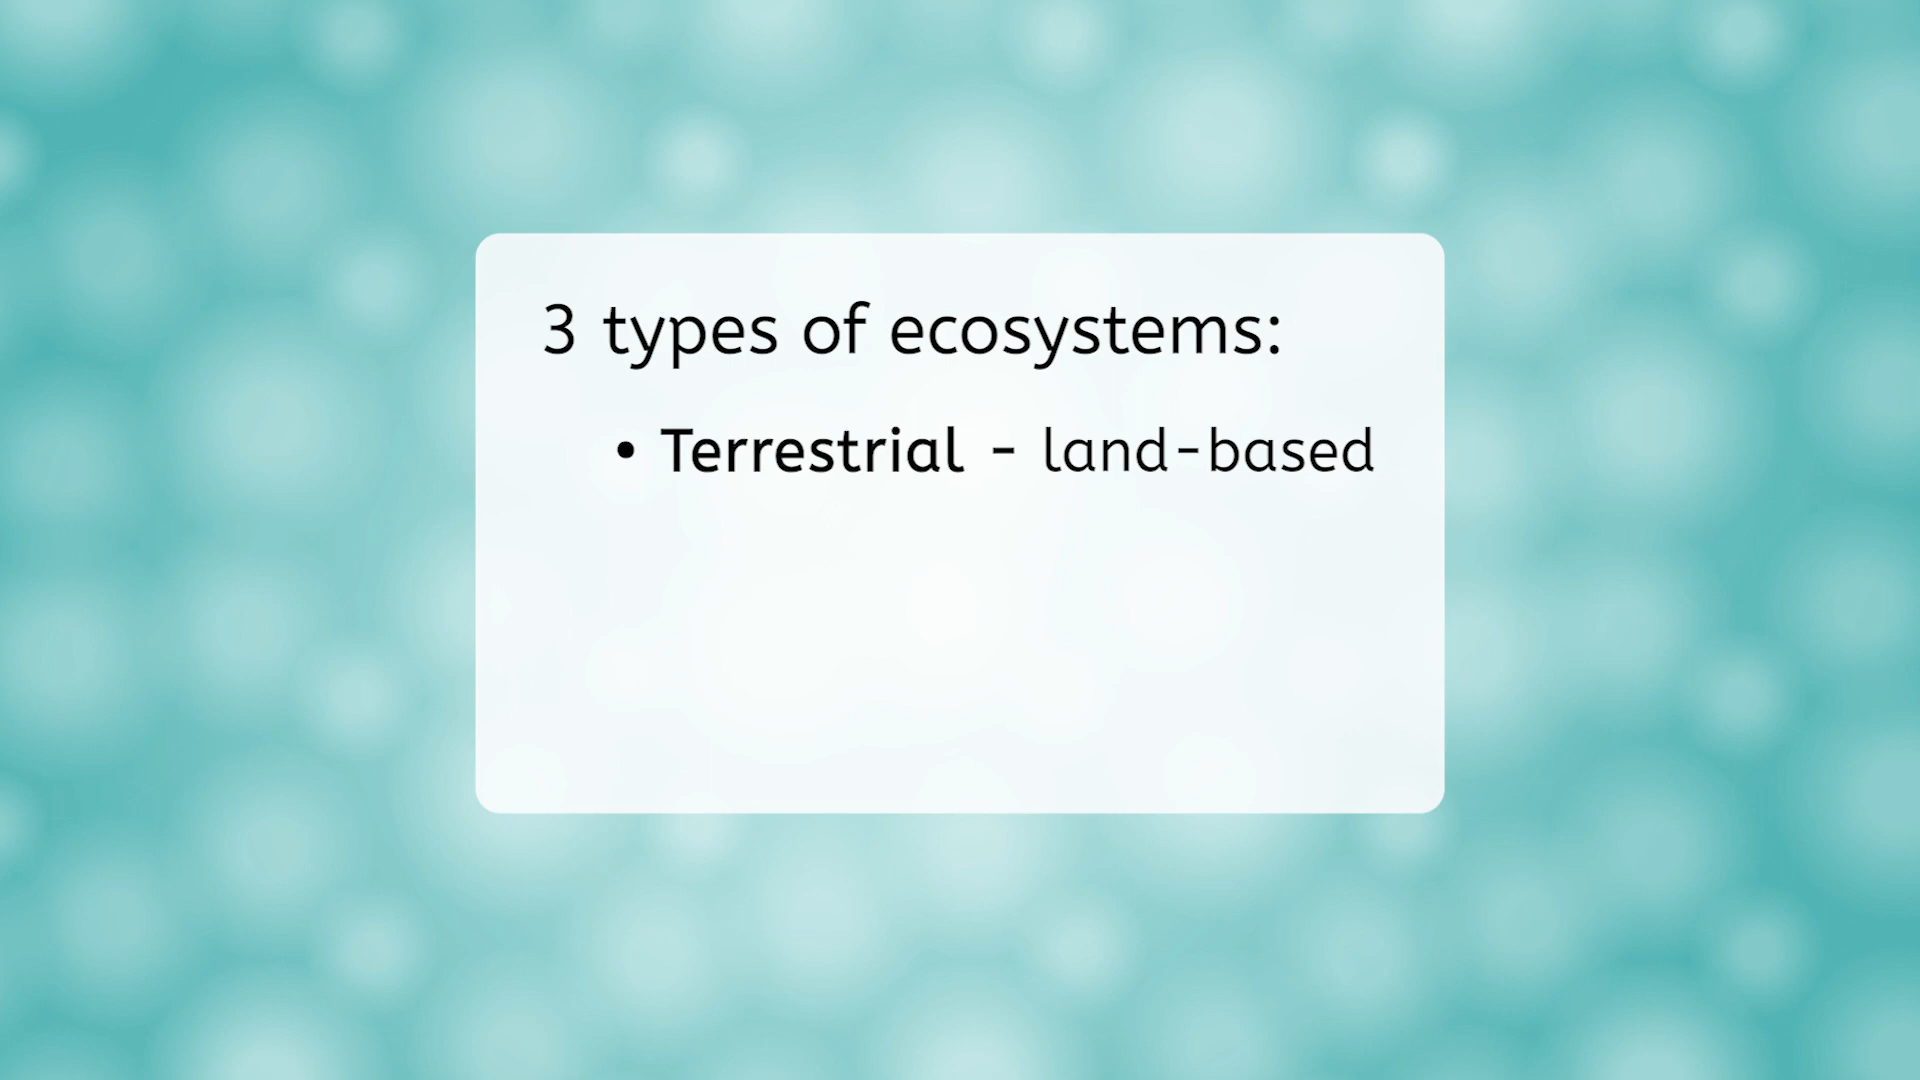 3 types of ecosystems:
• Terrestrial - land-based